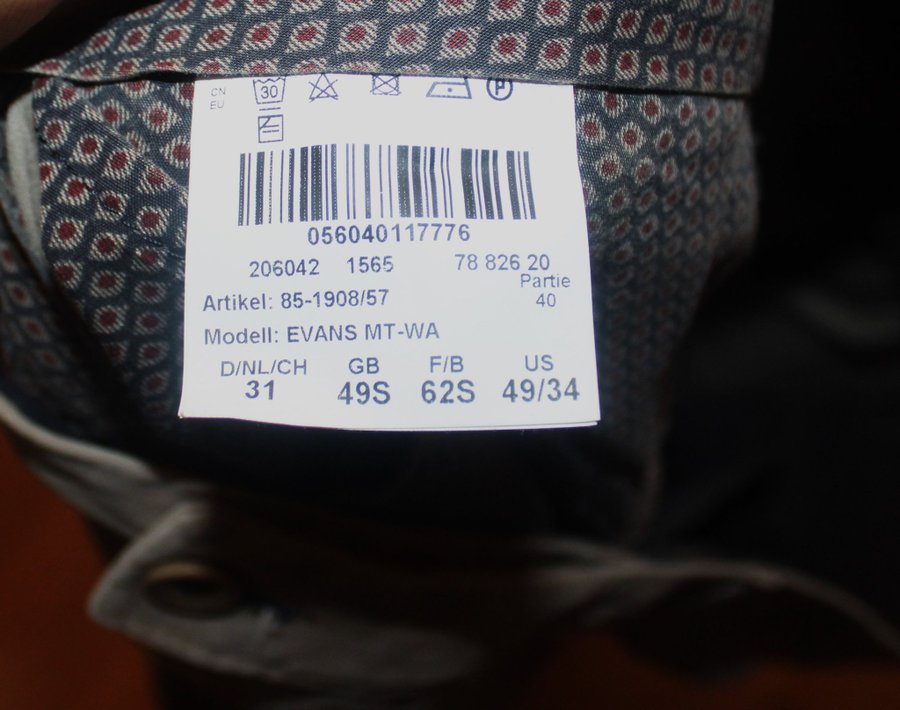 CN
EU
30
P
056040117776
206042 1565 78 826 20
Partie
40
Artikel: 85-1908/57
Modell: EVANS MT-WA
D/NL/CH GB F/B US
31 49S 62S 49/34